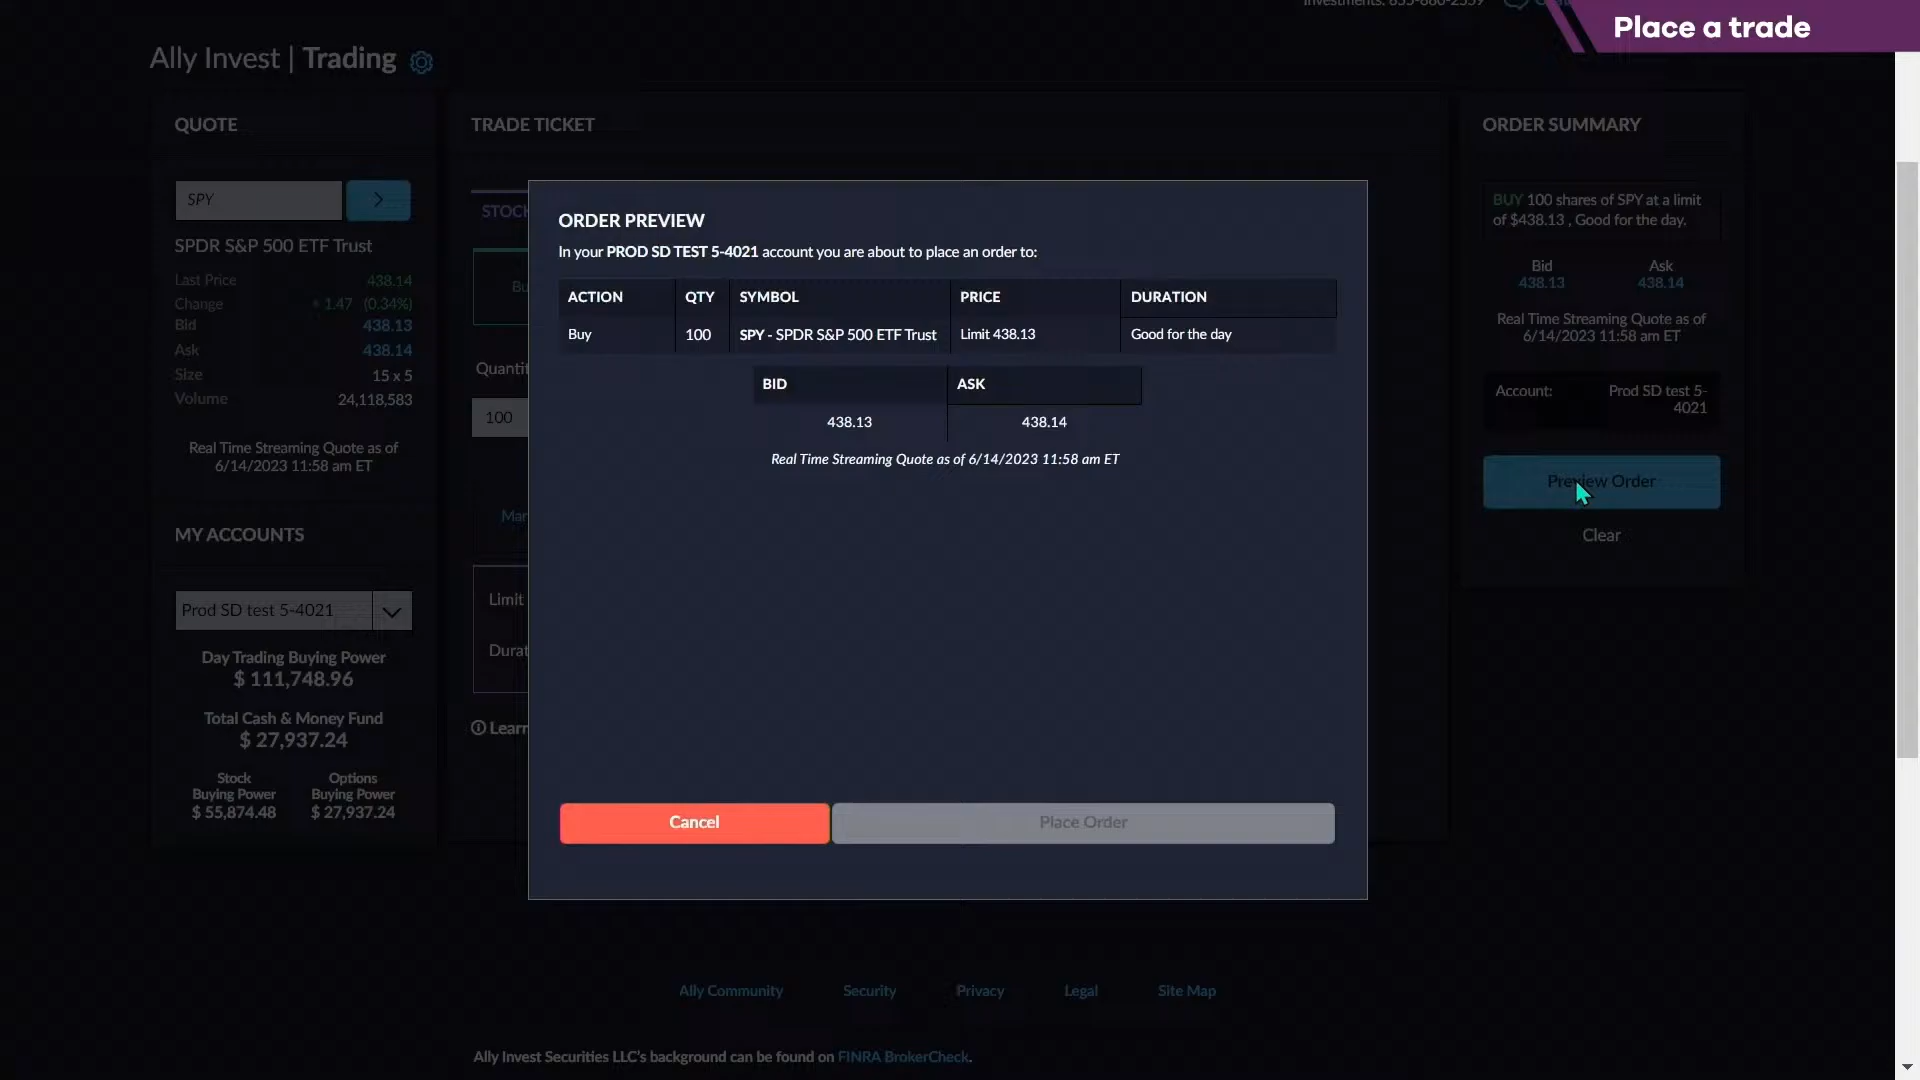 Place a trade
Ally Invest | Trading
QUOTE
SPY
SPDR S&P 500 ETF Trust
Last Price 438.14
Change 1.47 (0.34%)
Bid 438.13
Ask 438.14
Size 15 x 5
Volume 24,118,583
Real Time Streaming Quote as of
6/14/2023 11:58 am ET
MY ACCOUNTS
Prod SD test 5-4021
Day Trading Buying Power
$ 111,748.96
Total Cash & Money Fund
$ 27,937.24
Stock Options
Buying Power Buying Power
$ 55,874.48 $ 27,937.24
TRADE TICKET
STOCK
Bu
Quantit
100
Mar
Limit
Durat
Learn
ORDER PREVIEW
In your PROD SD TEST 5-4021 account you are about to place an order to:
ACTION QTY SYMBOL PRICE DURATION
Buy 100 SPY - SPDR S&P 500 ETF Trust Limit 438.13 Good for the day
BID ASK
438.13 438.14
Real Time Streaming Quote as of 6/14/2023 11:58 am ET
Cancel Place Order
ORDER SUMMARY
BUY 100 shares of SPY at a limit
of $438.13 , Good for the day.
Bid Ask
438.13 438.14
Real Time Streaming Quote as of
6/14/2023 11:58 am ET
Account: Prod SD test 5-
4021
Preview Order
Clear
Ally Community Security Privacy Legal Site Map
Ally Invest Securities LLC's background can be found on FINRA BrokerCheck.